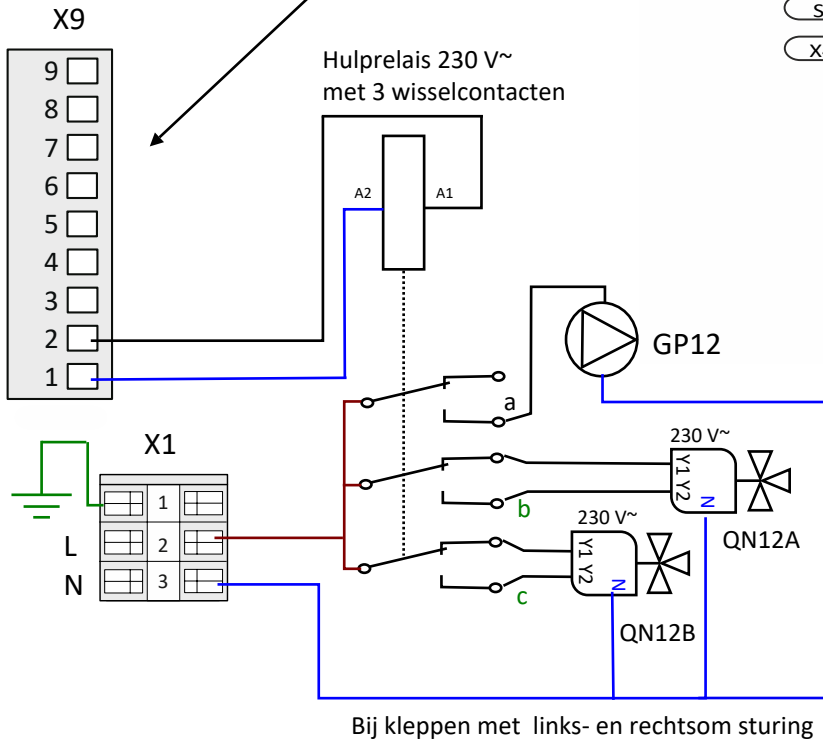 X9
s
x
Hulprelais 230 V~
met 3 wisselcontacten
9
8
7
6
5
4
3
2
1
A2
A1
GP12
a
X1
230 V~
Y1
Y2
N
QN12A
b
230 V~
Y1
Y2
N
QN12B
c
1
L
2
N
3
Bij kleppen met links- en rechtsom sturing